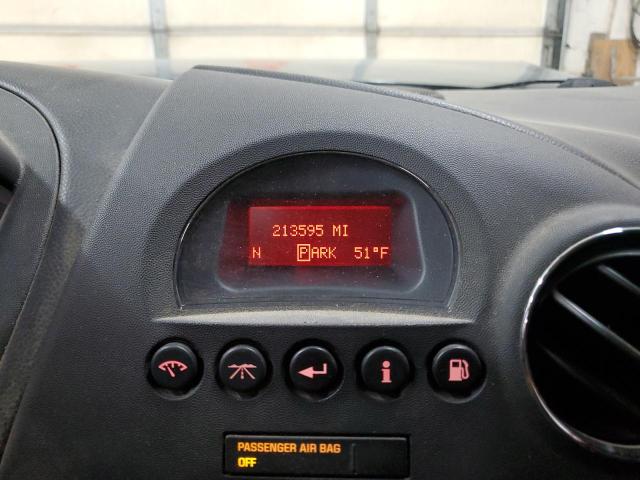 213595 MI
N PARK 51°F
PASSENGER AIR BAG
OFF